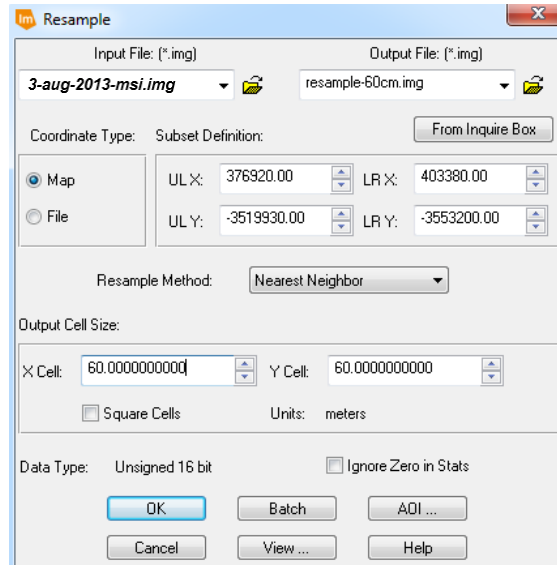 Im Resample
Input File: (*.img) Output File: (*.img)
3-aug-2013-msi.img resample-60cm.img
From Inquire Box
Coordinate Type: Subset Definition:
Map ULX: 376920.00 LR X: 403380.00
File ULY: -3519930.00 LR Y: -3553200.00
Resample Method: Nearest Neighbor
Output Cell Size:
X Cell: 60.0000000000 Y Cell: 60.0000000000
Square Cells Units: meters
Data Type: Unsigned 16 bit Ignore Zero in Stats
OK Batch AOI ...
Cancel View ... Help